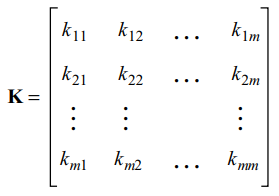 k11 k12 ... k1m
k21 k22 ... k2m
K = ⋮ ⋮ ⋮
km1 km2 ... kmm